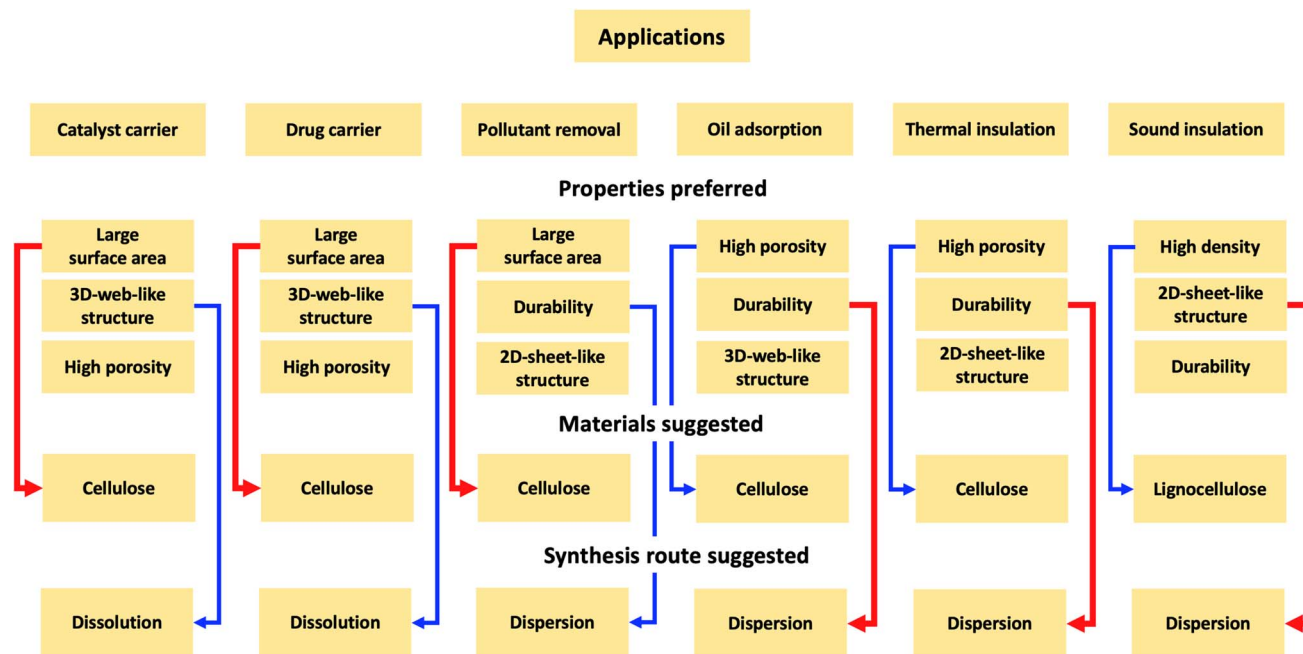 Applications
Catalyst carrier
Drug carrier
Pollutant removal
Oil adsorption
Thermal insulation
Sound insulation
Properties preferred
Large
surface area
Large
surface area
Large
surface area
High porosity
High porosity
High density
3D-web-like
structure
3D-web-like
structure
Durability
Durability
Durability
2D-sheet-like
structure
High porosity
High porosity
2D-sheet-like
structure
3D-web-like
structure
2D-sheet-like
structure
Durability
Materials suggested
Cellulose
Cellulose
Cellulose
Cellulose
Cellulose
Lignocellulose
Synthesis route suggested
Dissolution
Dissolution
Dispersion
Dispersion
Dispersion
Dispersion